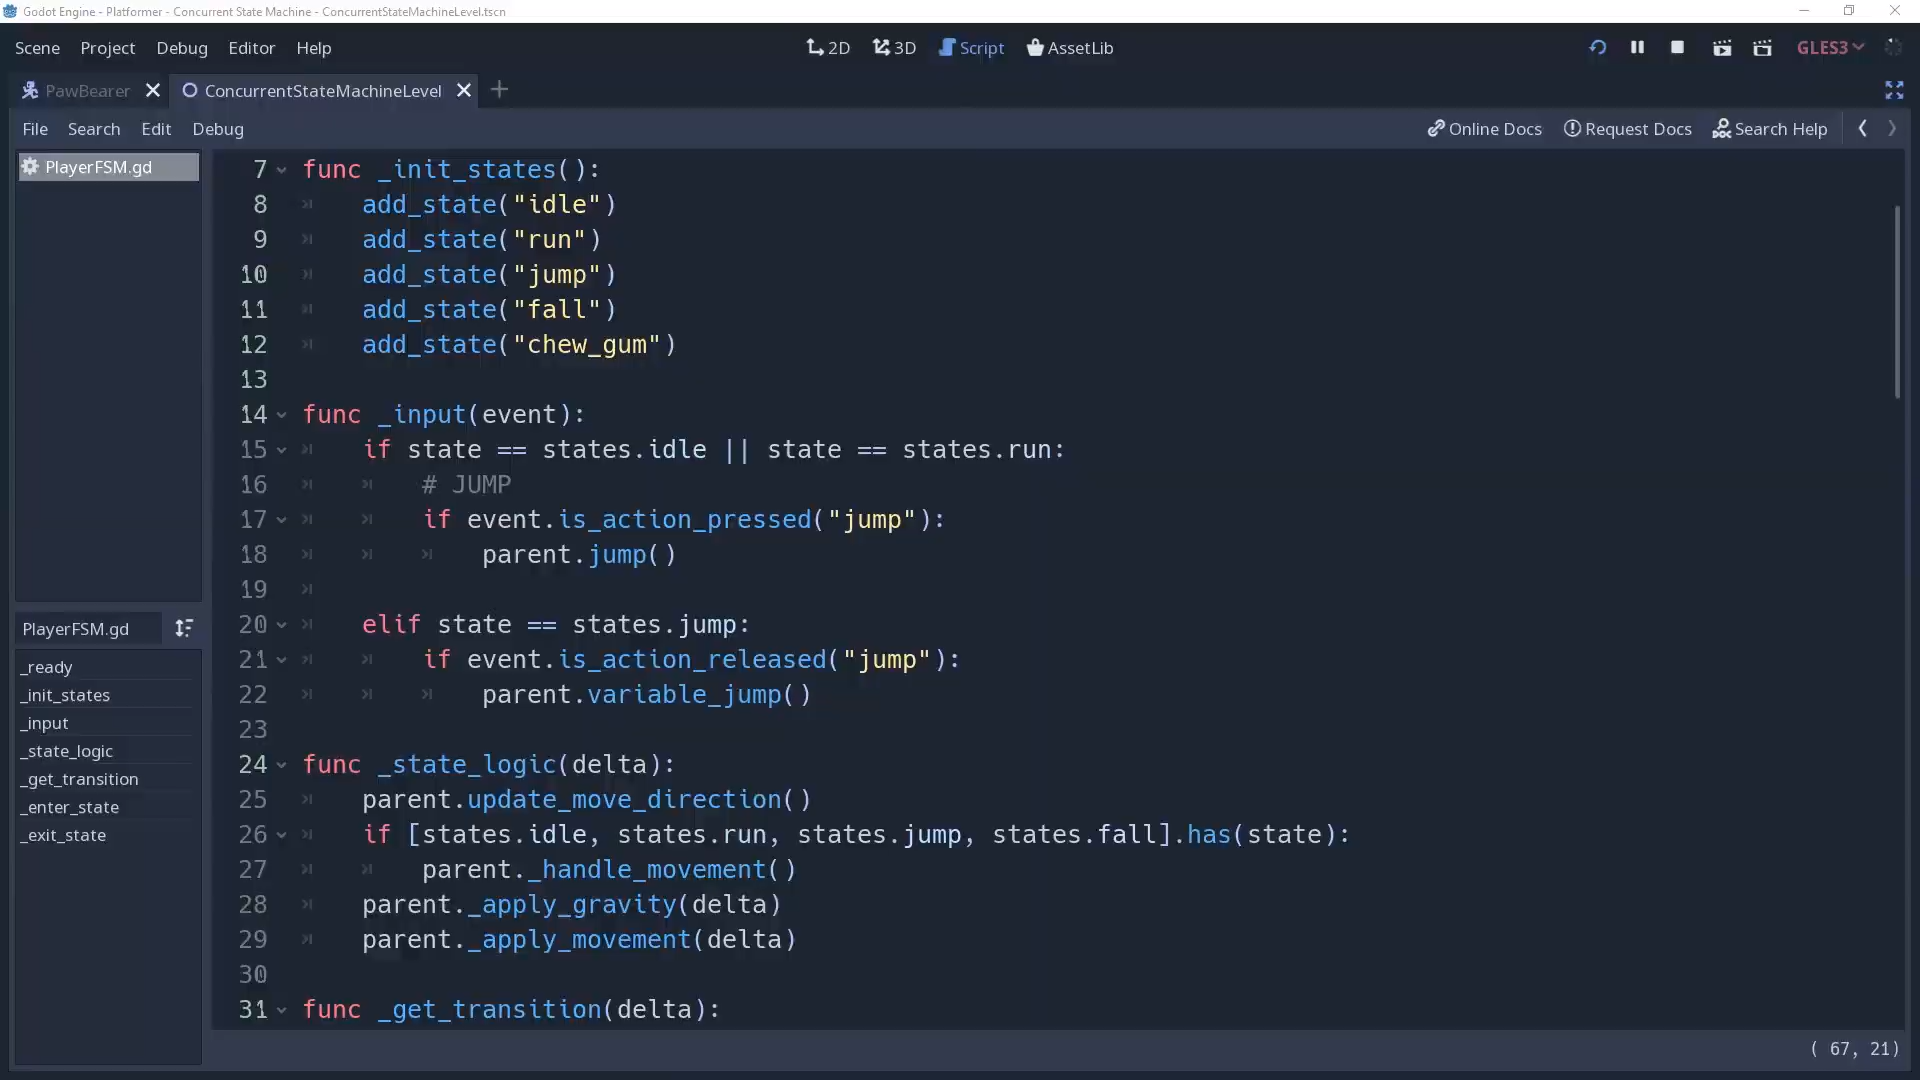 Godot Engine - Platformer - Concurrent State Machine - ConcurrentStateMachineLevel.tscn
Scene Project Debug Editor Help 2D 3D Script AssetLib GLES3
PawBearer ConcurrentStateMachineLevel
File Search Edit Debug Online Docs Request Docs Search Help
PlayerFSM.gd
7 func _init_states():
8 add_state("idle")
9 add_state("run")
10 add_state("jump")
11 add_state("fall")
12 add_state("chew_gum")
13
14 func _input(event):
15 if state == states.idle || state == states.run:
16 # JUMP
17 if event.is_action_pressed("jump"):
18 parent.jump()
19
20 elif state == states.jump:
21 if event.is_action_released("jump"):
22 parent.variable_jump()
23
24 func _state_logic(delta):
25 parent.update_move_direction()
26 if [states.idle, states.run, states.jump, states.fall].has(state):
27 parent._handle_movement()
28 parent._apply_gravity(delta)
29 parent._apply_movement(delta)
30
31 func _get_transition(delta):
PlayerFSM.gd
_ready
_init_states
_input
_state_logic
_get_transition
_enter_state
_exit_state
( 67, 21)